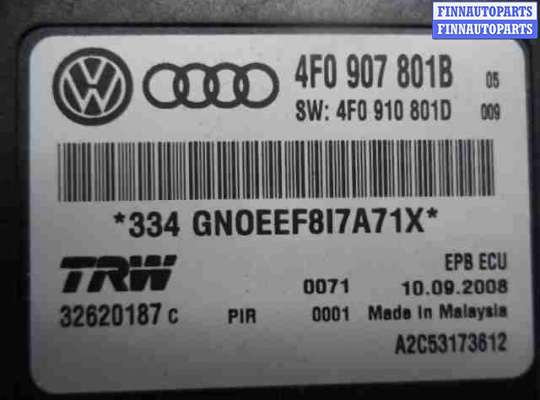 FINNAUTOPARTS
FINNAUTOPARTS
4F0 907 801B 05
SW: 4F0 910 801D 009
*334 GNOEEF8I7A71X*
TRW EPB ECU
0071 10.09.2008
32620187 C PIR 0001 Made in Malaysia
A2C53173612